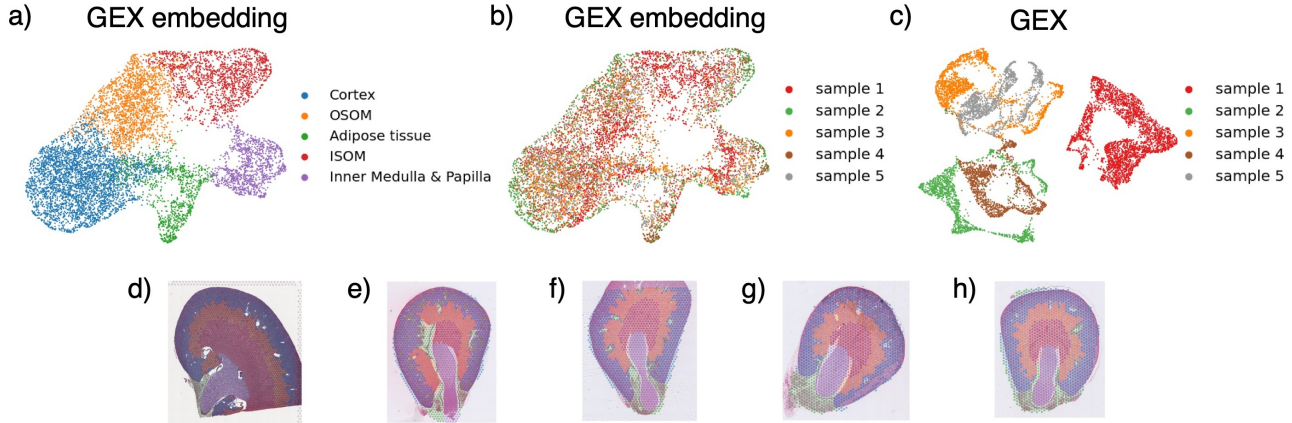 a) GEX embedding
Cortex
OSOM
Adipose tissue
ISOM
Inner Medulla & Papilla
b) GEX embedding
sample 1
sample 2
sample 3
sample 4
sample 5
c) GEX
sample 1
sample 2
sample 3
sample 4
sample 5
d)
e)
f)
g)
h)